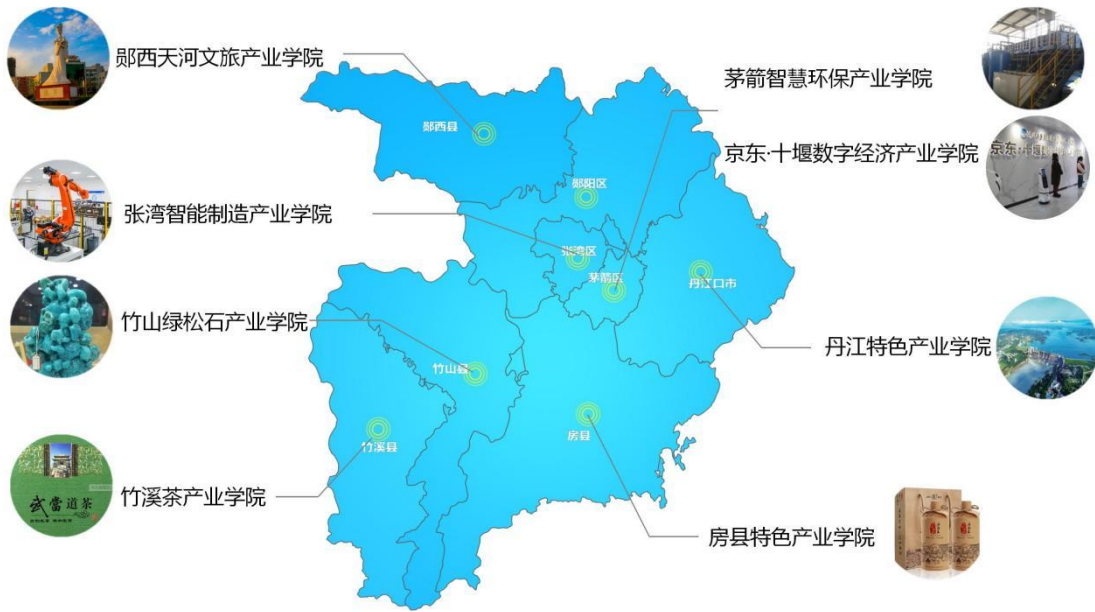 郧西天河文旅产业学院
茅箭智慧环保产业学院
京东·十堰数字经济产业学院
京东·十堰
张湾智能制造产业学院
竹山绿松石产业学院
丹江特色产业学院
竹溪茶产业学院
房县特色产业学院
郧西县
郧阳区
张湾区
茅箭区
丹江口市
竹山县
竹溪县
房县
武當道茶